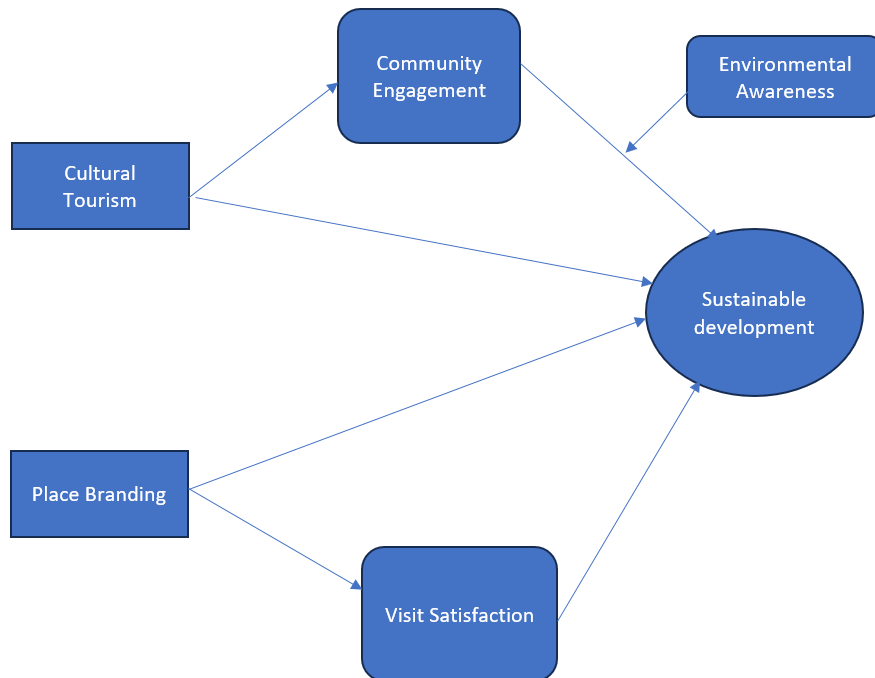 Community
Engagement
Environmental
Awareness
Cultural
Tourism
Sustainable
development
Place Branding
Visit Satisfaction